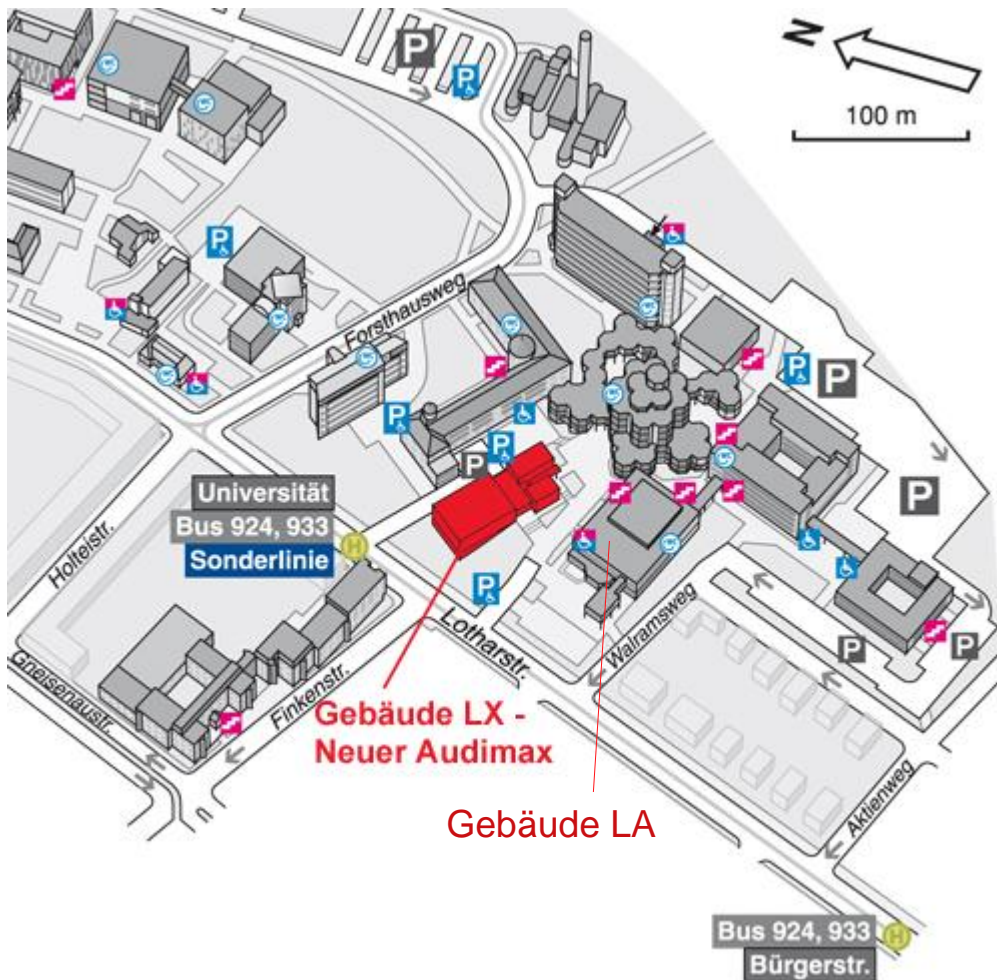 N
100 m
P
P
P
Forsthausweg
P
P
P
P
P
P
P
Universität
Bus 924, 933
Sonderlinie
H
Holteistr.
P
Lotharstr.
Walramsweg
P
P
Gneisenaustr.
Finkenstr.
Gebäude LX -
Neuer Audimax
Gebäude LA
Aktienweg
Bus 924, 933
H
Bürgerstr.